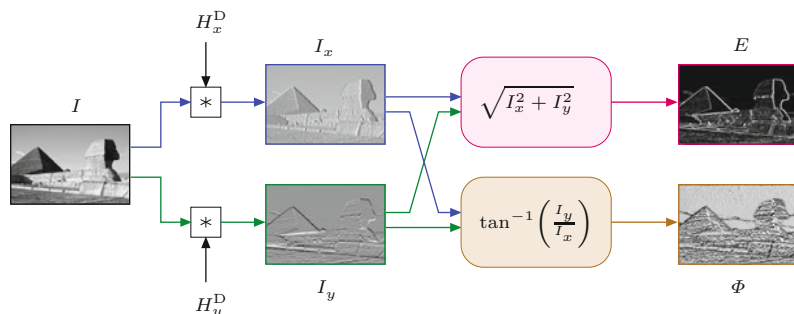 H_x^D
I_x
E
I
*
√(I_x^2 + I_y^2)
*
tan^{-1}(I_y/I_x)
H_y^D
I_y
Φ